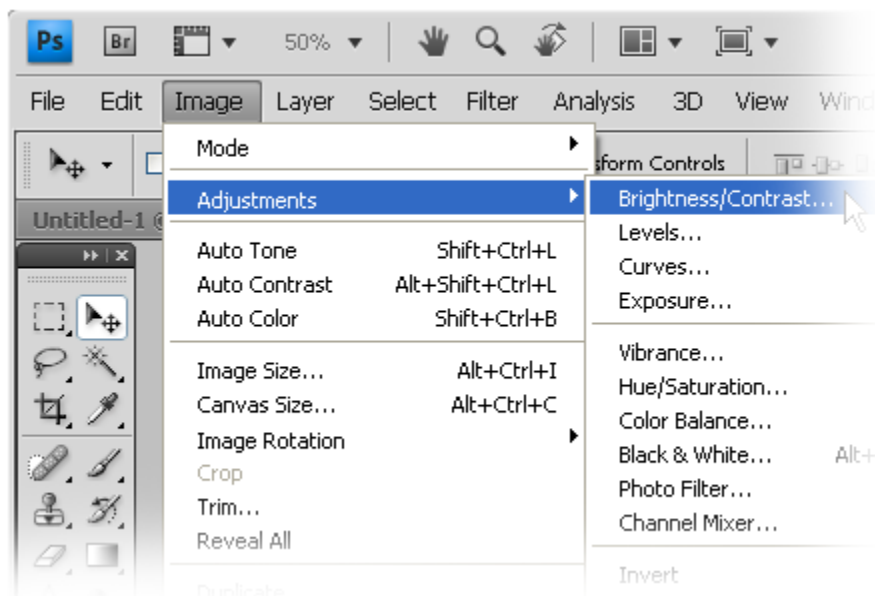 Ps Br 50%
File Edit Image Layer Select Filter Analysis 3D View Wind
Mode
sform Controls
Adjustments
Brightness/Contrast...
Untitled-1 @
Levels...
Auto Tone Shift+Ctrl+L
Curves...
Auto Contrast Alt+Shift+Ctrl+L
Exposure...
Auto Color Shift+Ctrl+B
Vibrance...
Image Size... Alt+Ctrl+I
Hue/Saturation...
Canvas Size... Alt+Ctrl+C
Color Balance...
Image Rotation
Black & White... Alt+
Crop
Photo Filter...
Trim...
Channel Mixer...
Reveal All
Invert
Duplicate